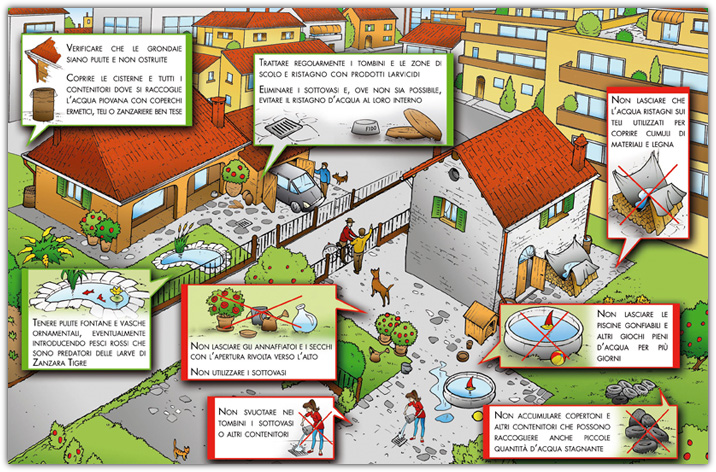 VERIFICARE CHE LE GRONDAIE
SIANO PULITE E NON OSTRUITE
COPRIRE LE CISTERNE E TUTTI I
CONTENITORI DOVE SI RACCOGLIE
L'ACQUA PIOVANA CON COPERCHI
ERMETICI, TELI O ZANZARIERE BEN TESE
TRATTARE REGOLARMENTE I TOMBINI E LE ZONE DI
SCOLO E RISTAGNO CON PRODOTTI LARVICIDI
ELIMINARE I SOTTOVASI E, OVE NON SIA POSSIBILE,
EVITARE IL RISTAGNO D'ACQUA AL LORO INTERNO
FIDO
NON LASCIARE CHE
L'ACQUA RISTAGNI SUI
TELI UTILIZZATI PER
COPRIRE CUMULI DI
MATERIALI E LEGNA
TENERE PULITE FONTANE E VASCHE
ORNAMENTALI, EVENTUALMENTE
INTRODUCENDO PESCI ROSSI CHE
SONO PREDATORI DELLE LARVE DI
ZANZARA TIGRE
NON LASCIARE GLI ANNAFFIATOI E I SECCHI
CON L'APERTURA RIVOLTA VERSO L'ALTO
NON UTILIZZARE I SOTTOVASI
NON LASCIARE LE
PISCINE GONFIABILI E
ALTRI GIOCHI PIENI
D'ACQUA PER PIÙ
GIORNI
NON SVUOTARE NEI
TOMBINI I SOTTOVASI
O ALTRI CONTENITORI
NON ACCUMULARE COPERTONI E
ALTRI CONTENITORI CHE POSSONO
RACCOGLIERE ANCHE PICCOLE
QUANTITÀ D'ACQUA STAGNANTE